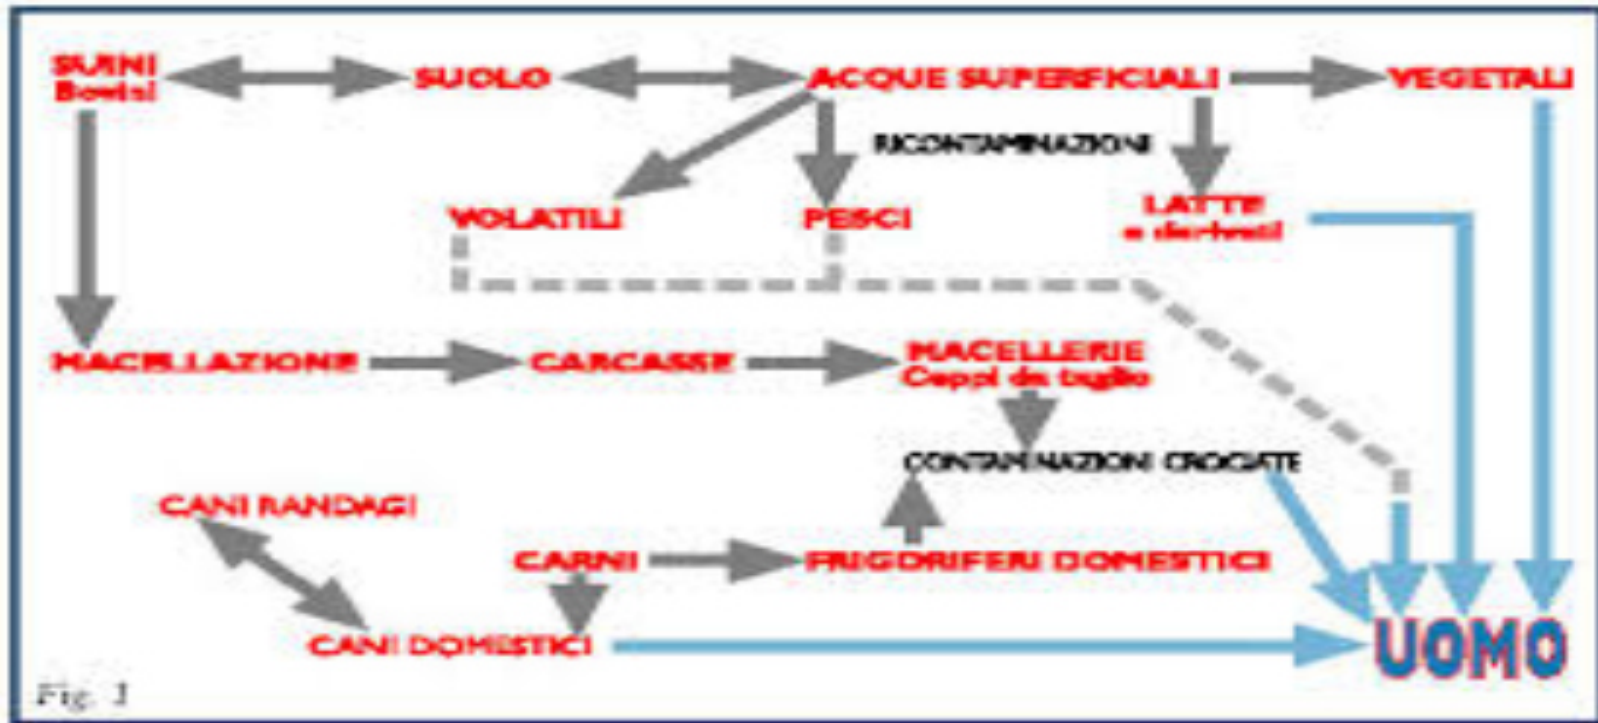 SUINI
Bovini
SUOLO
ACQUE SUPERFICIALI
VEGETALI
RICONTAMINAZIONE
VOLATILI
PESCI
LATTE
e derivati
MACELLAZIONE
CARCASSE
MACELLERIE
Ceppi da taglio
CONTAMINAZIONI CROCIATE
CANI RANDAGI
CARNI
FRIGORIFERI DOMESTICI
CANI DOMESTICI
UOMO
Fig. 1